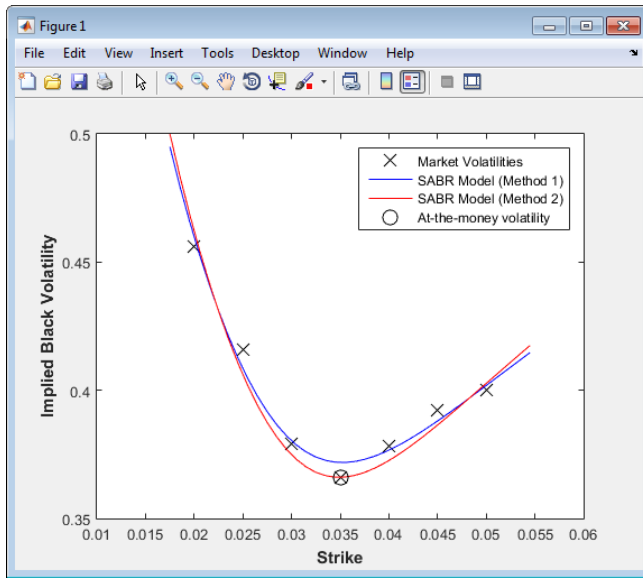 Figure 1
File Edit View Insert Tools Desktop Window Help
0.5
0.45
0.4
0.35
Implied Black Volatility
Market Volatilities
SABR Model (Method 1)
SABR Model (Method 2)
At-the-money volatility
0.01 0.015 0.02 0.025 0.03 0.035 0.04 0.045 0.05 0.055 0.06
Strike